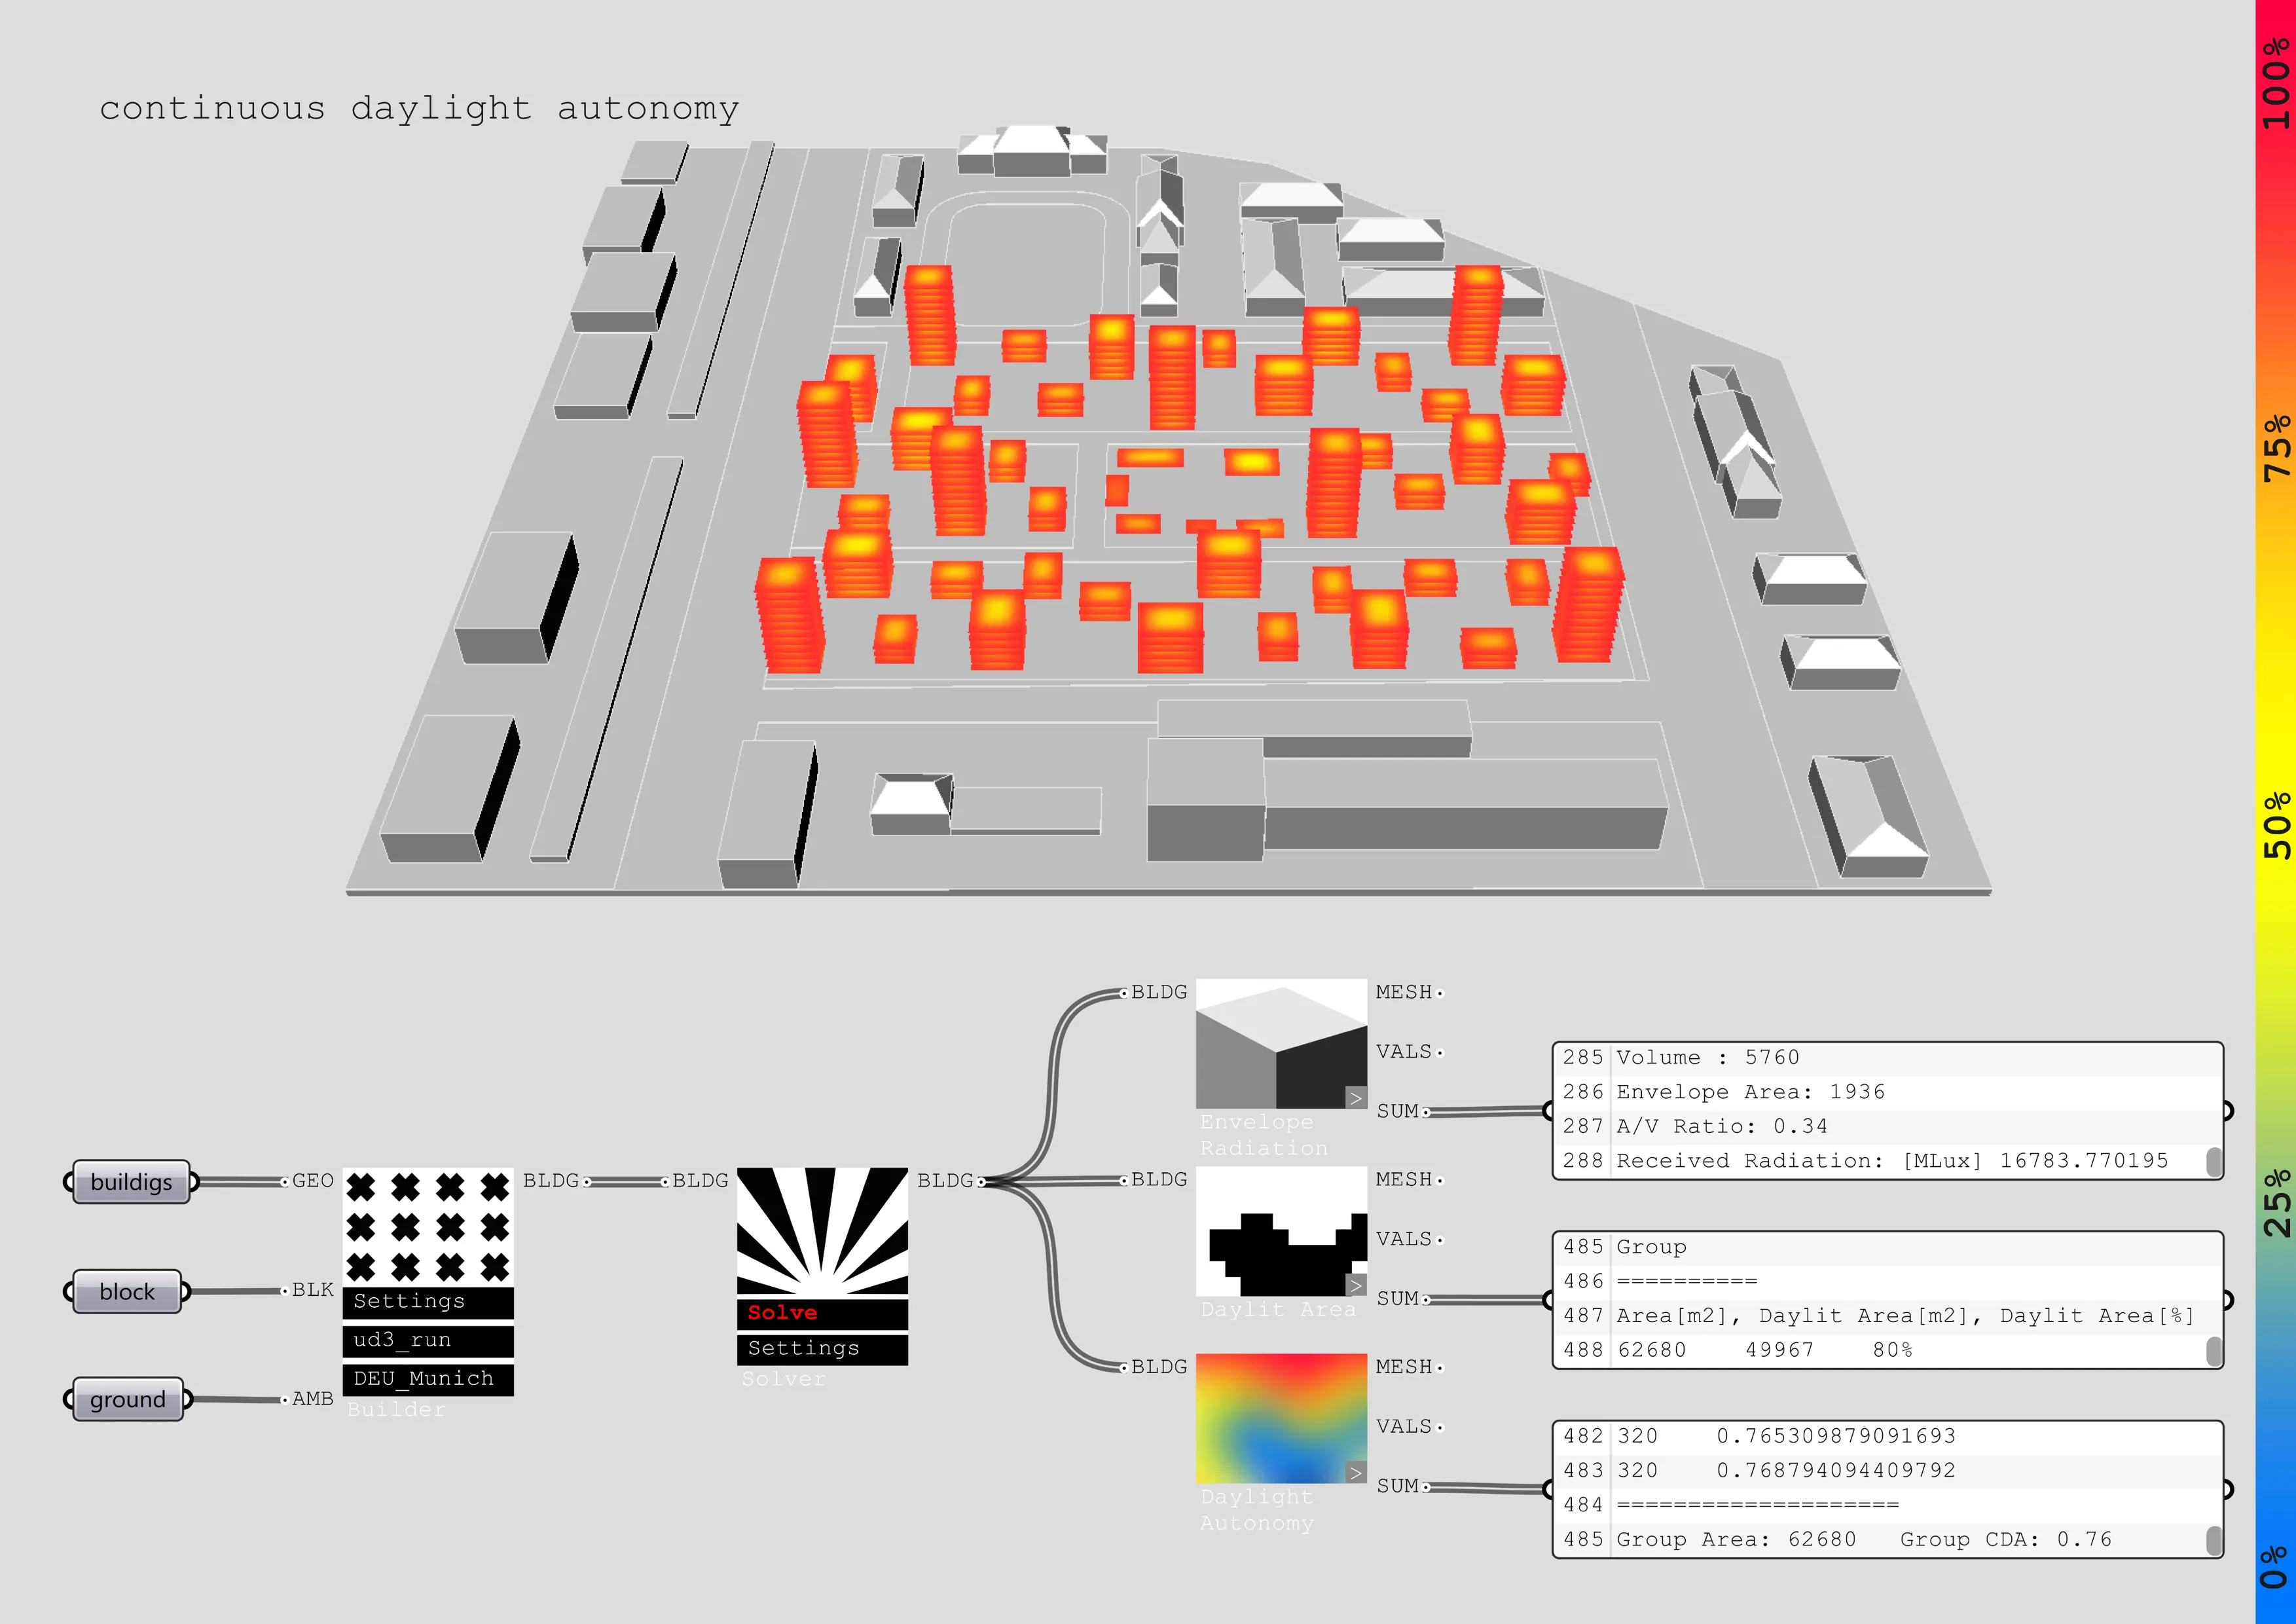 continuous daylight autonomy
100%
75%
50%
25%
0%
buildigs
block
ground
GEO
BLK
AMB
BLDG
Settings
ud3_run
DEU_Munich
Builder
BLDG
BLDG
Solve
Settings
Solver
BLDG
MESH
VALS
SUM
>
Envelope
Radiation
285 Volume : 5760
286 Envelope Area: 1936
287 A/V Ratio: 0.34
288 Received Radiation: [MLux] 16783.770195
BLDG
MESH
VALS
SUM
>
Daylit Area
485 Group
486 ==========
487 Area[m2], Daylit Area[m2], Daylit Area[%]
488 62680 49967 80%
BLDG
MESH
VALS
SUM
>
Daylight
Autonomy
482 320 0.765309879091693
483 320 0.768794094409792
484 ====================
485 Group Area: 62680 Group CDA: 0.76